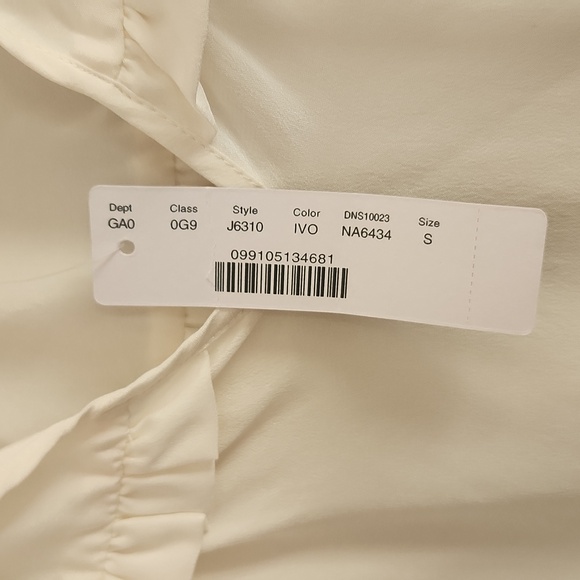 Dept Class Style Color DNS10023 Size
GA0 0G9 J6310 IVO NA6434 S
099105134681